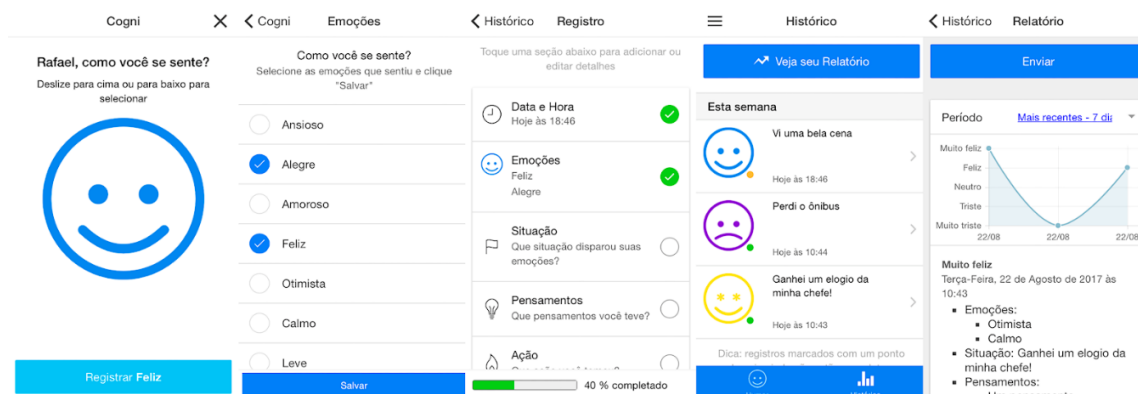 Cogni
Rafael, como você se sente?
Deslize para cima ou para baixo para
selecionar
Registrar Feliz
Cogni
Emoções
Como você se sente?
Selecione as emoções que sentiu e clique
"Salvar"
Ansioso
Alegre
Amoroso
Feliz
Otimista
Calmo
Leve
Salvar
Histórico
Registro
Toque uma seção abaixo para adicionar ou
editar detalhes
Data e Hora
Hoje às 18:46
Emoções
Feliz
Alegre
Situação
Que situação disparou suas
emoções?
Pensamentos
Que pensamentos você teve?
Ação
40 % completado
Histórico
Veja seu Relatório
Esta semana
Vi uma bela cena
Hoje às 18:46
Perdi o ônibus
Hoje às 10:44
Ganhei um elogio da
minha chefe!
Hoje às 10:43
Dica: registros marcados com um ponto
Histórico
Relatório
Enviar
Período
Mais recentes - 7 di
Muito feliz
Feliz
Neutro
Triste
Muito triste
22/08
22/08
22/08
Muito feliz
Terça-Feira, 22 de Agosto de 2017 às
10:43
▪ Emoções:
▪ Otimista
▪ Calmo
▪ Situação: Ganhei um elogio da
minha chefe!
▪ Pensamentos: